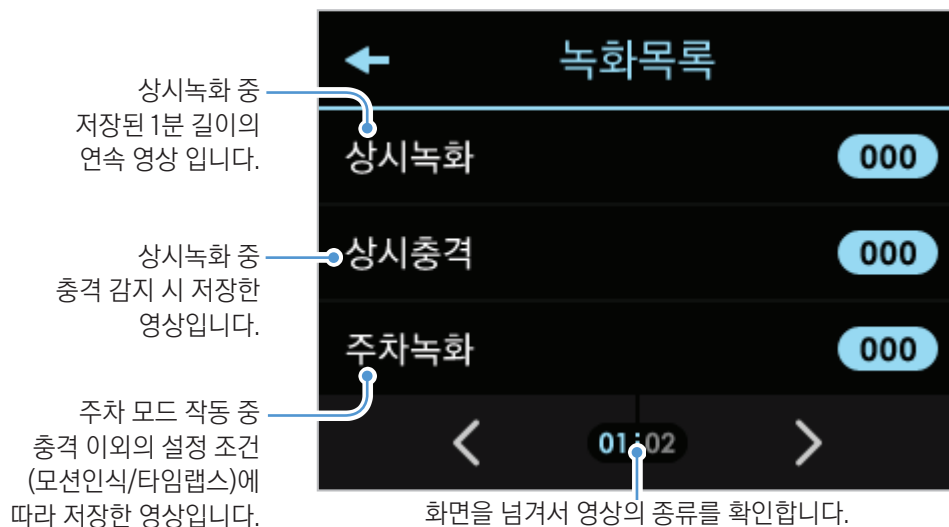 녹화목록
상시녹화 중
저장된 1분 길이의
연속 영상 입니다.
상시녹화
000
상시녹화 중
충격 감지 시 저장한
영상입니다.
상시충격
000
주차녹화
000
주차 모드 작동 중
충격 이외의 설정 조건
(모션인식/타임랩스)에
따라 저장한 영상입니다.
01 02
화면을 넘겨서 영상의 종류를 확인합니다.